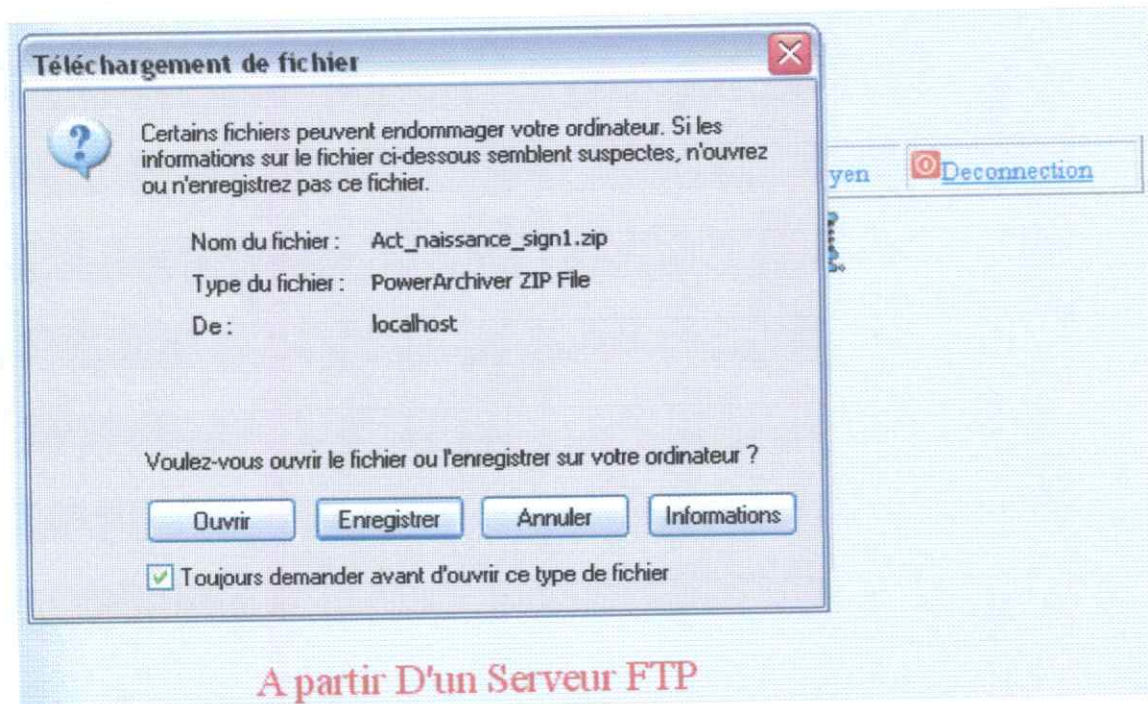 Téléchargement de fichier
Certains fichiers peuvent endommager votre ordinateur. Si les
informations sur le fichier ci-dessous semblent suspectes, n'ouvrez
ou n'enregistrez pas ce fichier.
Nom du fichier : Act_naissance_sign1.zip
Type du fichier : PowerArchiver ZIP File
De : localhost
Voulez-vous ouvrir le fichier ou l'enregistrer sur votre ordinateur ?
Ouvrir Enregistrer Annuler Informations
Toujours demander avant d'ouvrir ce type de fichier
yen Deconnection
A partir D'un Serveur FTP